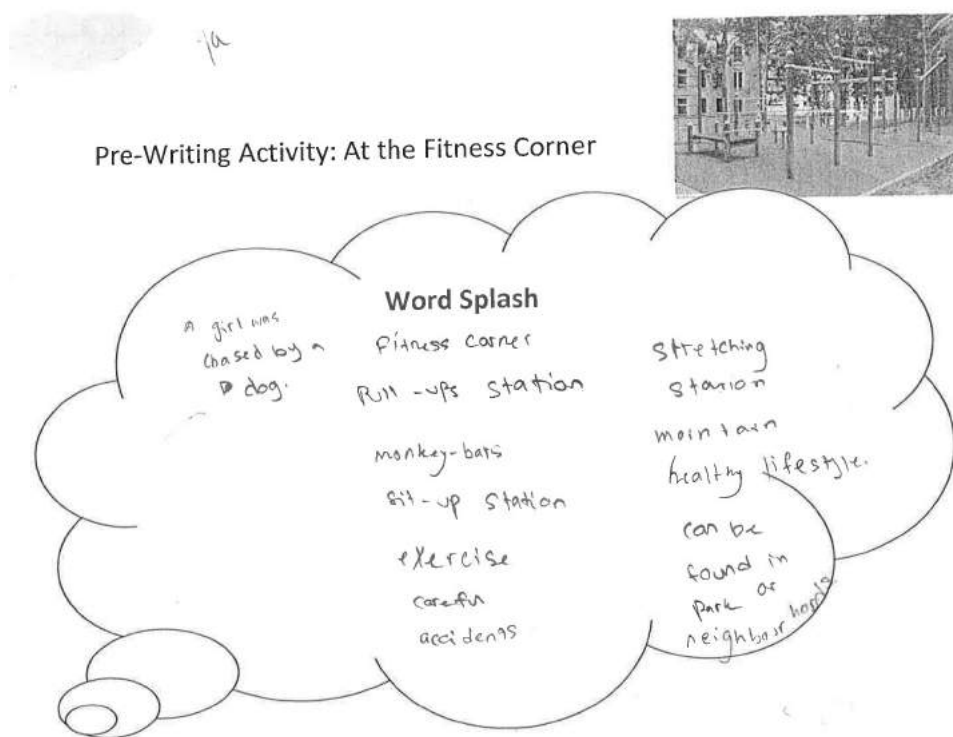 Pre-Writing Activity: At the Fitness Corner
Word Splash
A girl was
chased by a
dog.
Fitness corner
Pull-ups station
monkey-bars
Sit-up station
exercise
careful
stretching
station
maintain
healthy lifestyle.
can be
found in
park or
neighbourhoods.